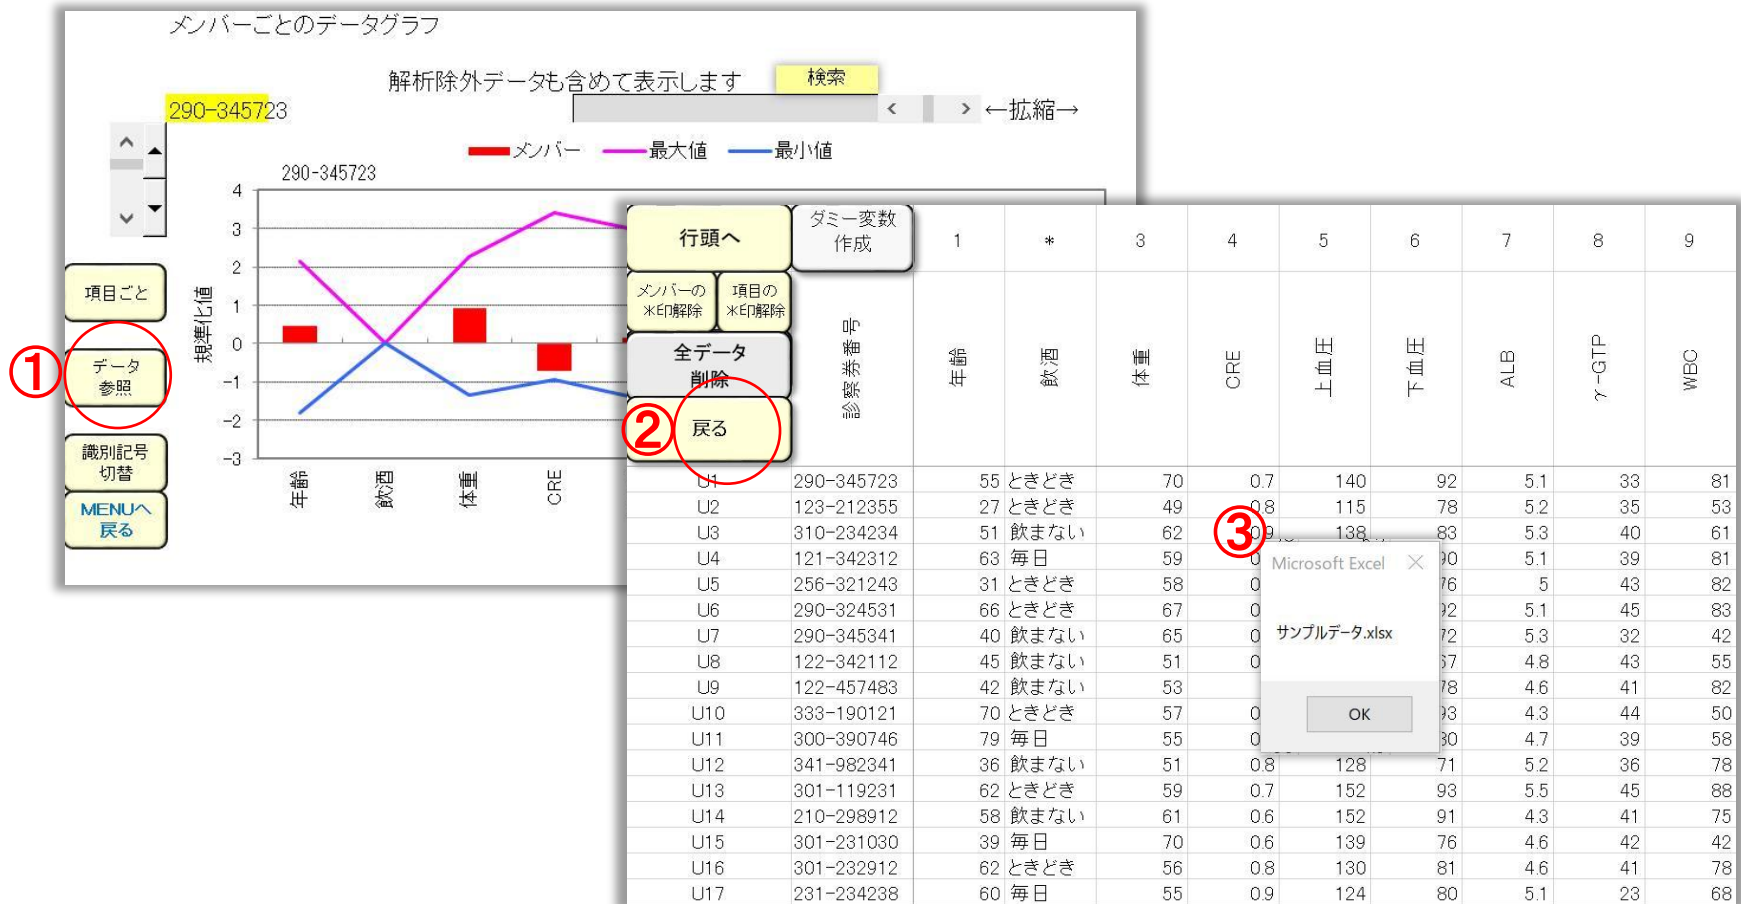 メンバーごとのデータグラフ
解析除外データも含めて表示します
検索
290-345723
←拡縮→
メンバー 最大値 最小値
290-345723
4
3
2
1
0
-1
-2
-3
規準化値
年齢 飲酒 体重 CRE
項目ごと
①
データ
参照
識別記号
切替
MENUへ
戻る
行頭へ
ダミー変数
作成
メンバーの
※印解除
項目の
※印解除
全データ
削除
②
戻る
1 * 3 4 5 6 7 8 9
診察券番号 年齢 飲酒 体重 CRE 上血圧 下血圧 ALB γ-GTP WBC
U1 290-345723 55 ときどき 70 0.7 140 92 5.1 33 81
U2 123-212355 27 ときどき 49 0.8 115 78 5.2 35 53
U3 310-234234 51 飲まない 62 0.9 138 83 5.3 40 61
U4 121-342312 63 毎日 59 0 90 5.1 39 81
U5 256-321243 31 ときどき 58 0 76 5 43 82
U6 290-324531 66 ときどき 67 0 92 5.1 45 83
U7 290-345341 40 飲まない 65 0 72 5.3 32 42
U8 122-342112 45 飲まない 51 0 67 4.8 43 55
U9 122-457483 42 飲まない 53 78 4.6 41 82
U10 333-190121 70 ときどき 57 0 93 4.3 44 50
U11 300-390746 79 毎日 55 0 80 4.7 39 58
U12 341-982341 36 飲まない 51 0.8 128 71 5.2 36 78
U13 301-119231 62 ときどき 59 0.7 152 93 5.5 45 88
U14 210-298912 58 飲まない 61 0.6 152 91 4.3 41 75
U15 301-231030 39 毎日 70 0.6 139 76 4.6 42 42
U16 301-232912 62 ときどき 56 0.8 130 81 4.6 41 78
U17 231-234238 60 毎日 55 0.9 124 80 5.1 23 68
③
Microsoft Excel
サンプルデータ.xlsx
OK